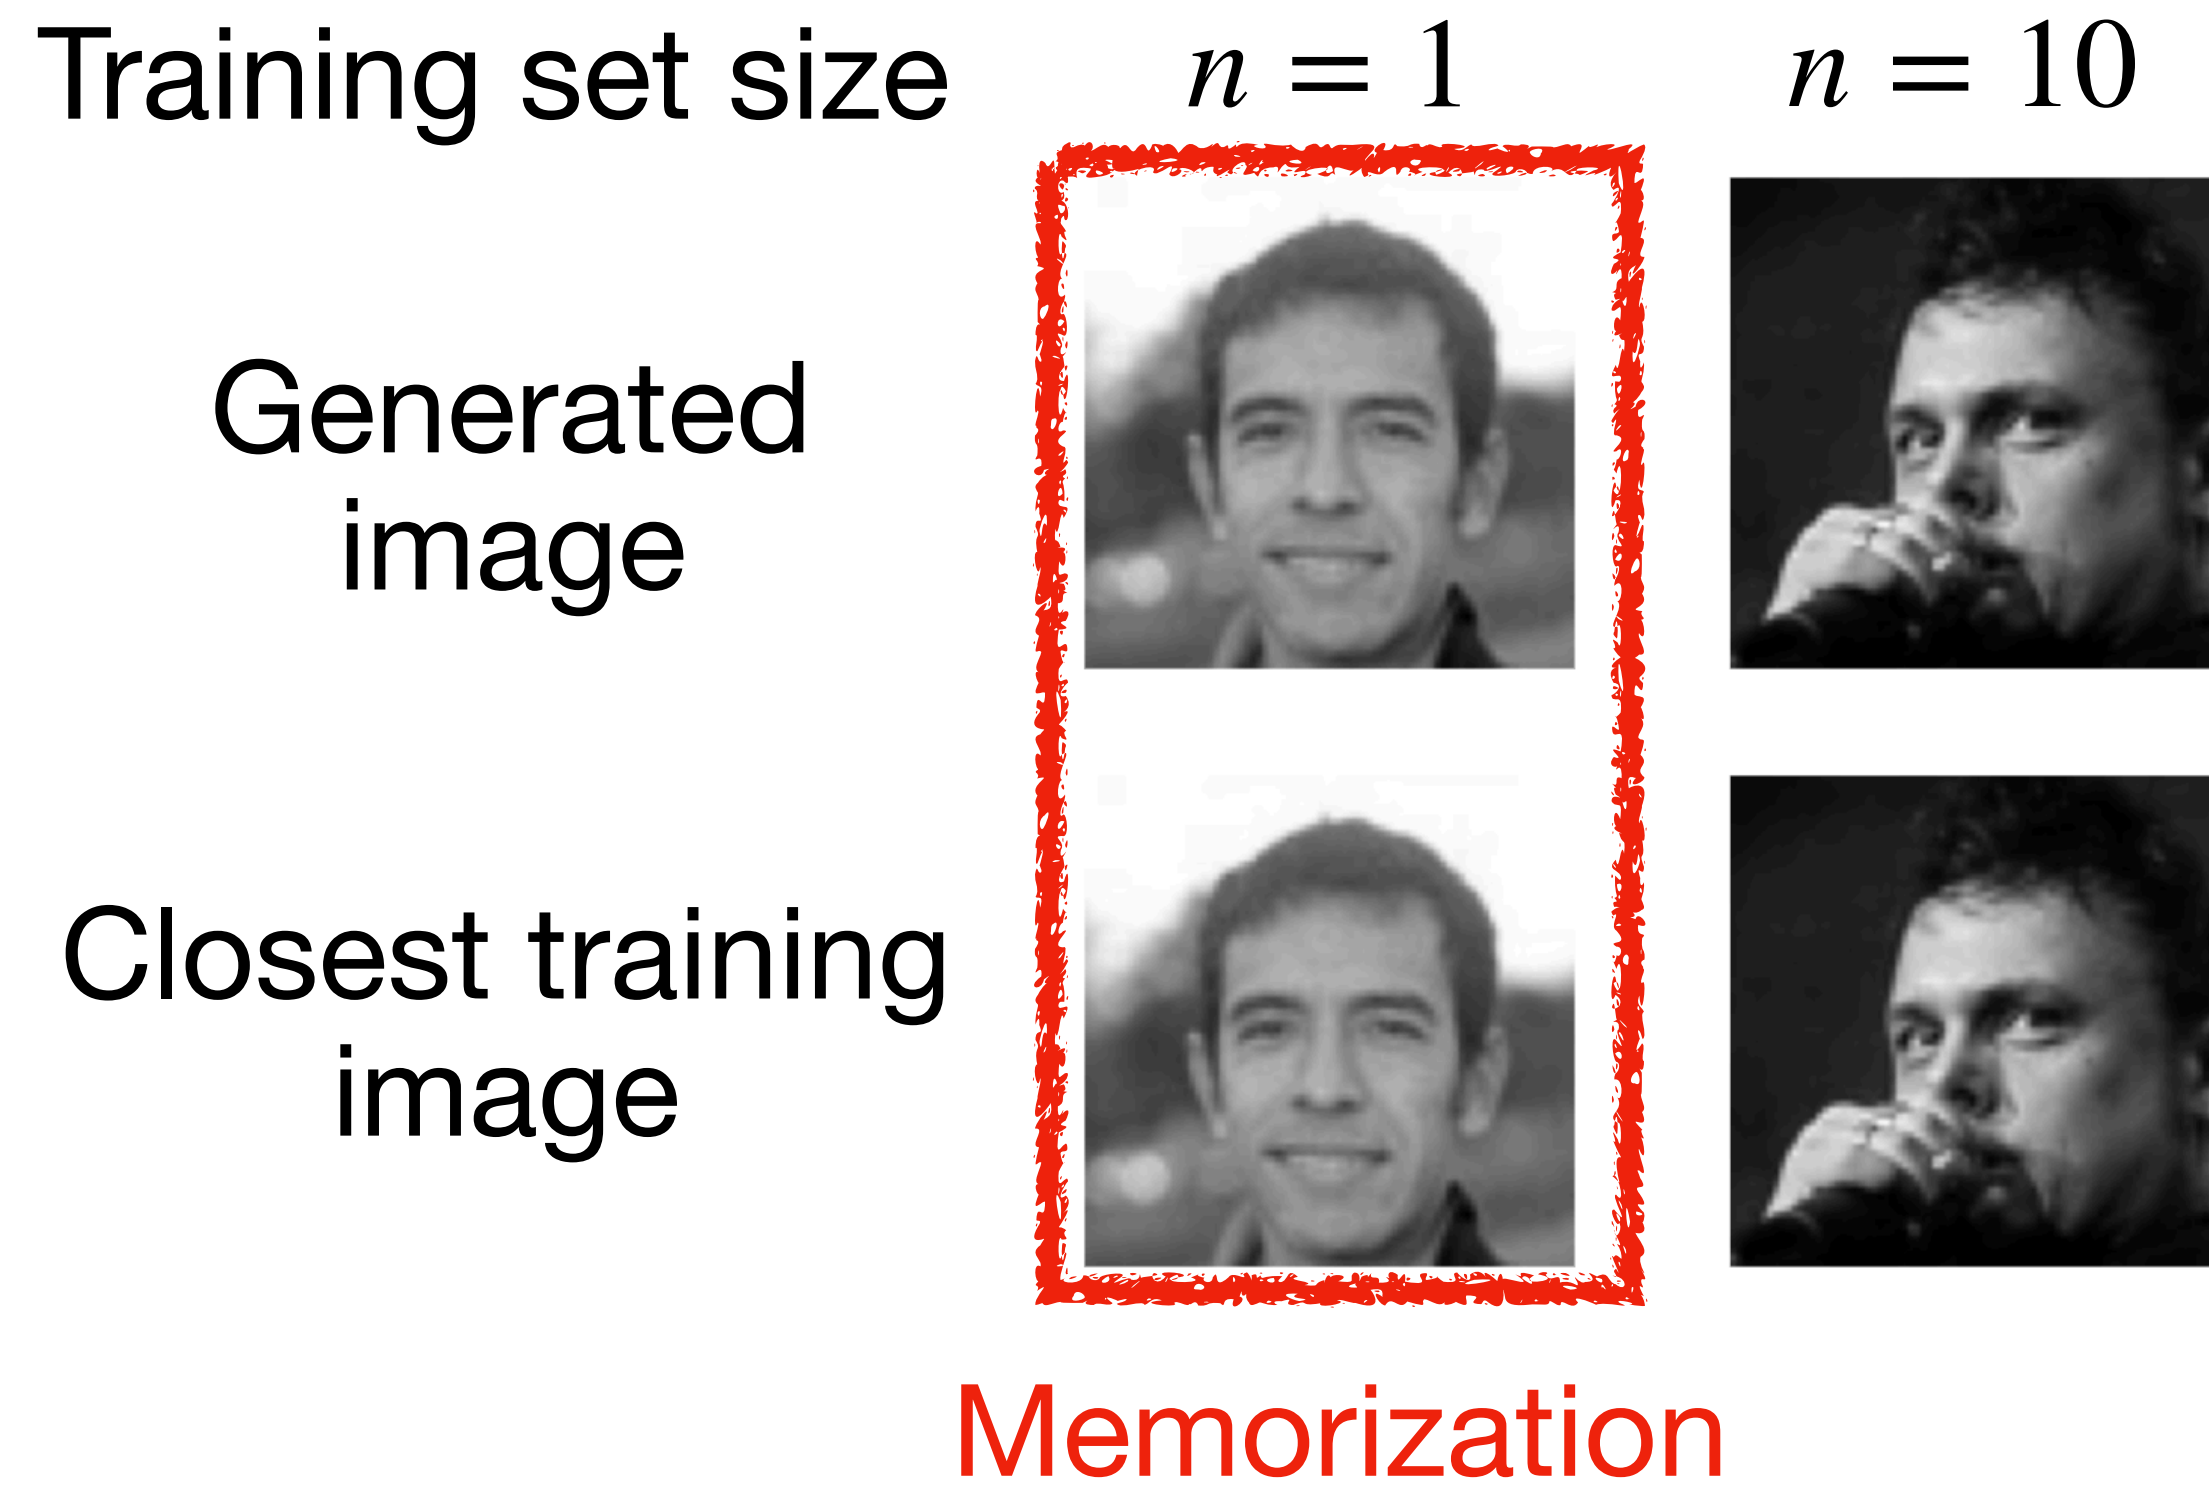 Training set size
n = 1
n = 10
Generated
image
Closest training
image
Memorization